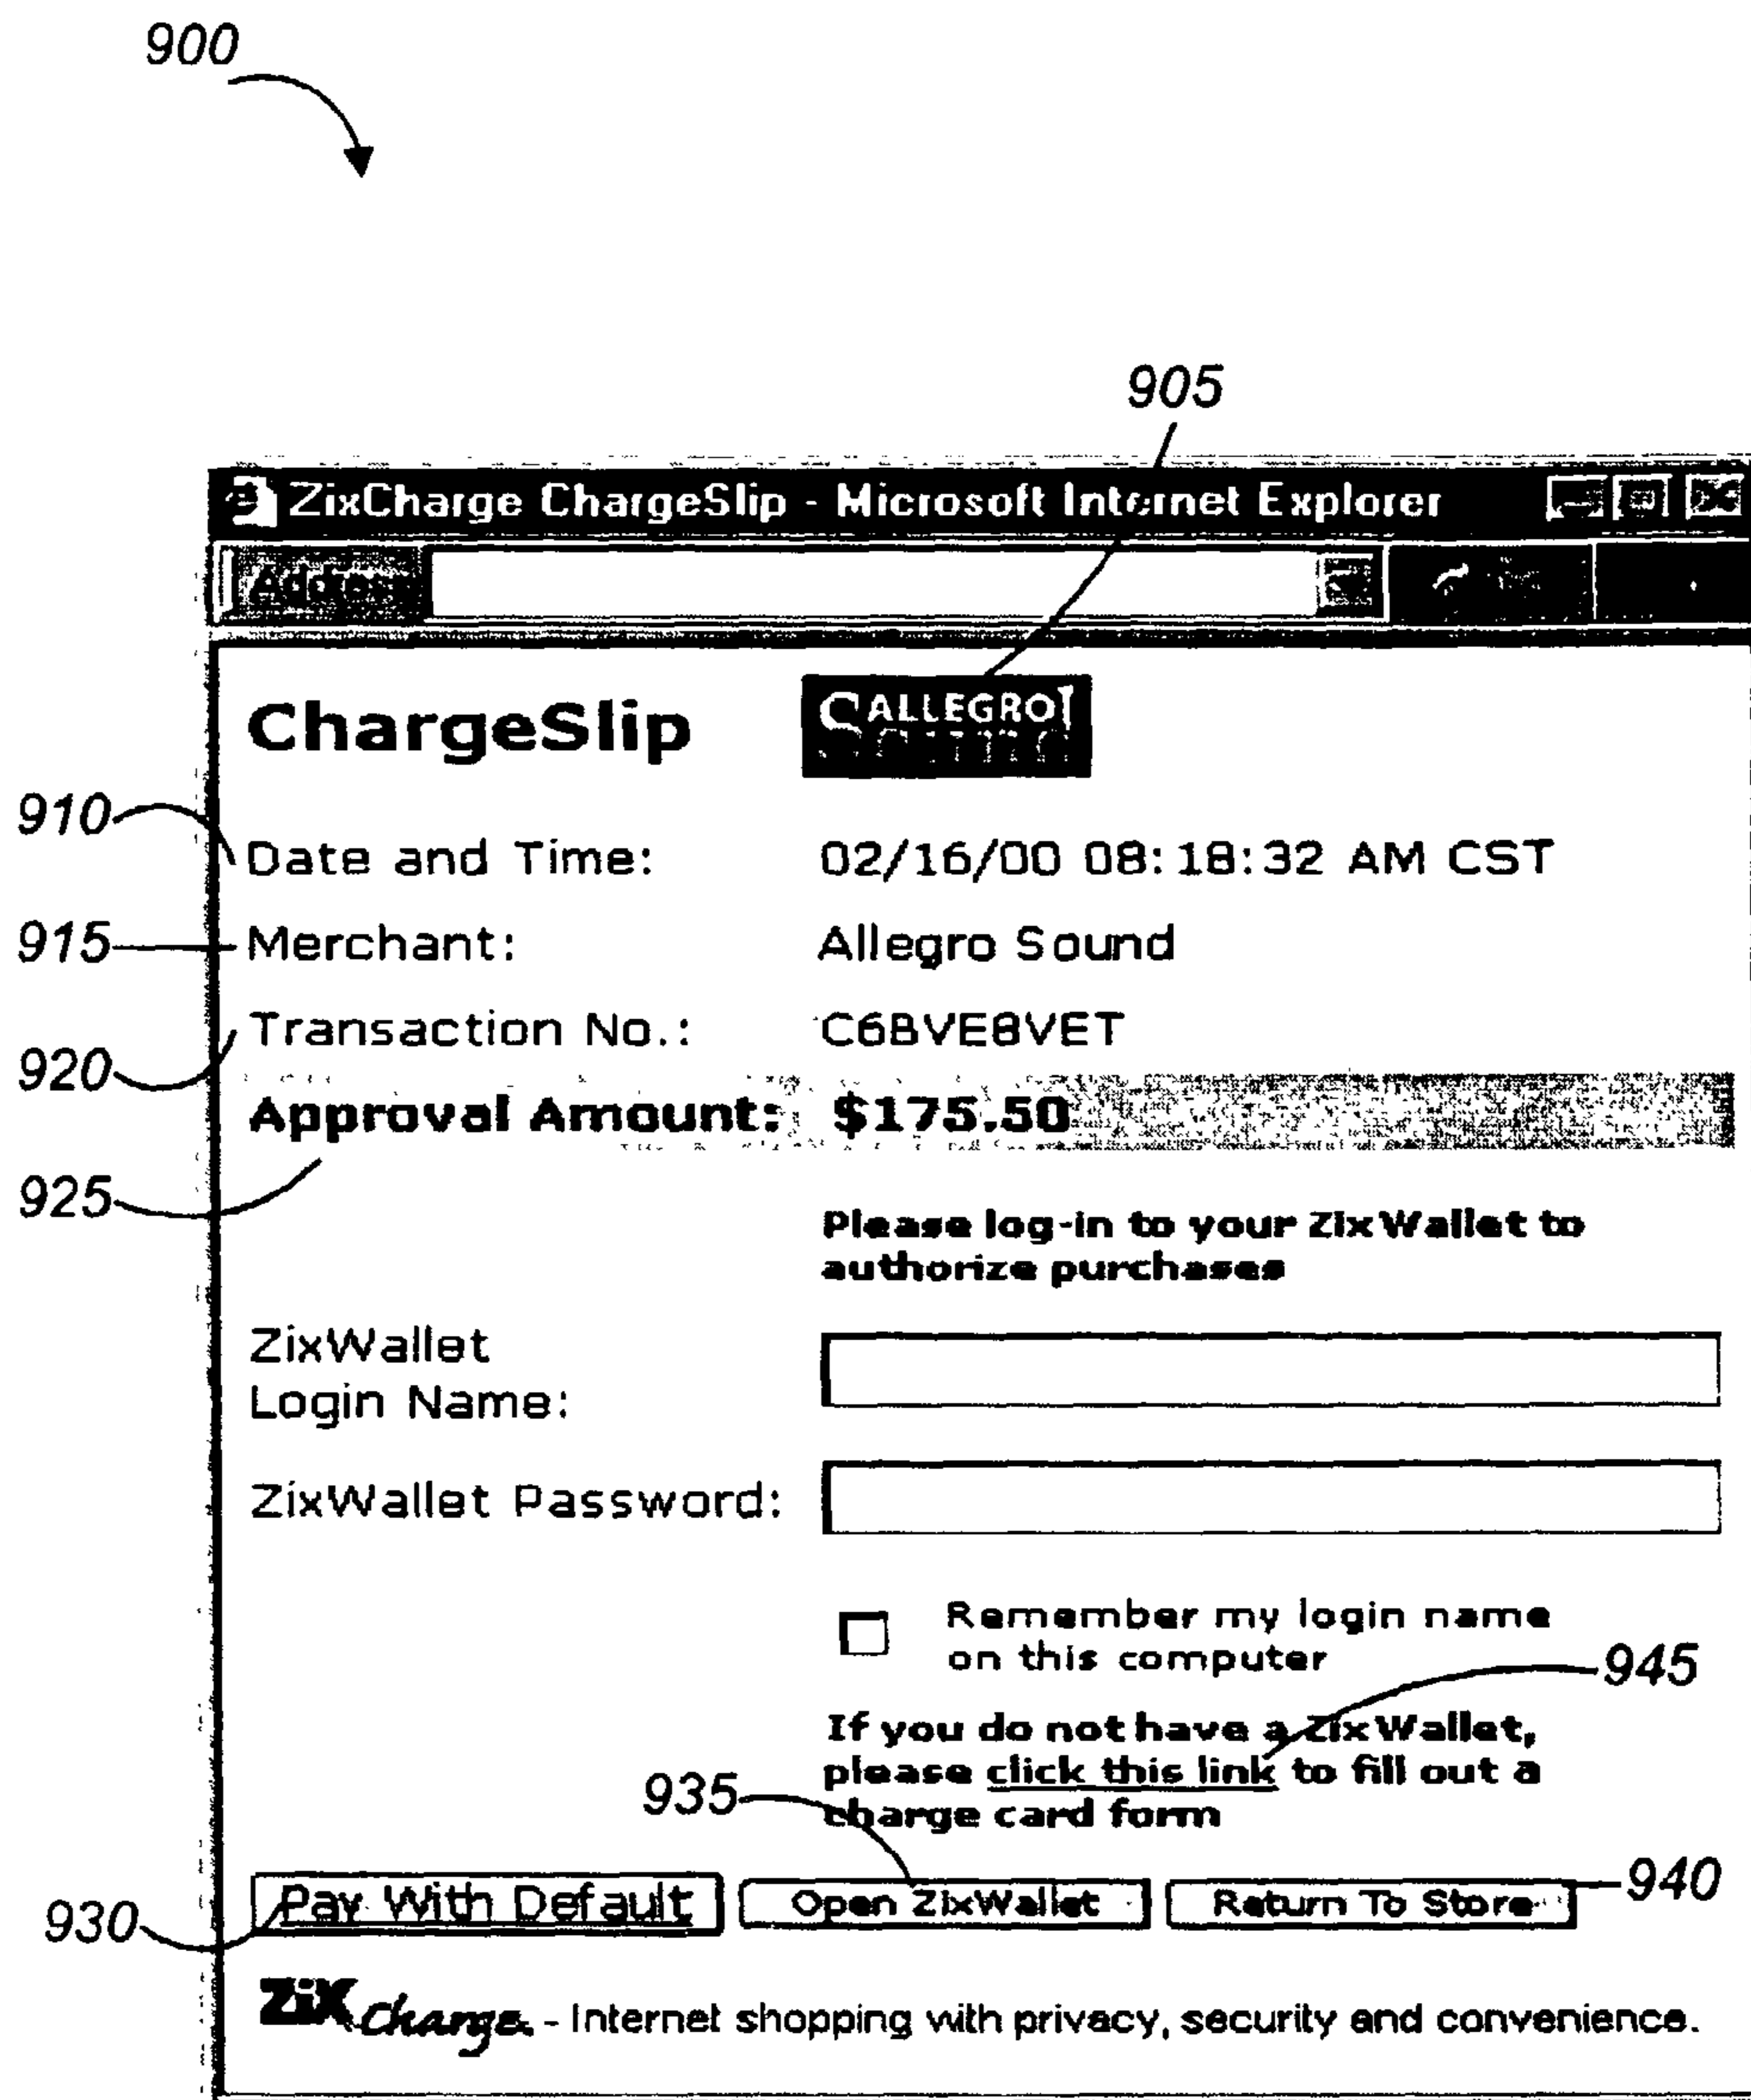 900
905
ZixCharge ChargeSlip - Microsoft Internet Explorer
Address
ChargeSlip
ALLEGRO
910
Date and Time: 02/16/00 08:18:32 AM CST
915
Merchant: Allegro Sound
Transaction No.: C6BVE8VET
920
Approval Amount: $175.50
925
Please log-in to your ZixWallet to
authorize purchases
ZixWallet
Login Name:
ZixWallet Password:
Remember my login name
on this computer
945
If you do not have a ZixWallet,
please click this link to fill out a
935
charge card form
Pay With Default Open ZixWallet Return To Store
940
930
ZixCharge - Internet shopping with privacy, security and convenience.